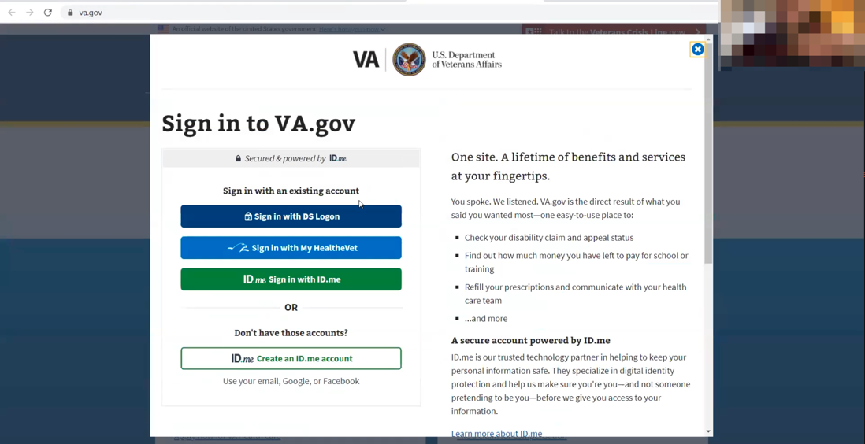 va.gov
Talk to the Veterans Crisis Line now
VA
U.S. Department
of Veterans Affairs
Sign in to VA.gov
Secured & powered by ID.me
Sign in with an existing account
Sign in with DS Logon
Sign in with My HealtheVet
ID.me Sign in with ID.me
OR
Don't have those accounts?
ID.me Create an ID.me account
Use your email, Google, or Facebook
One site. A lifetime of benefits and services
at your fingertips.
You spoke. We listened. VA.gov is the direct result of what you
said you wanted most—one easy-to-use place to:
Check your disability claim and appeal status
Find out how much money you have left to pay for school or
training
Refill your prescriptions and communicate with your health
care team
...and more
A secure account powered by ID.me
ID.me is our trusted technology partner in helping to keep your
personal information safe. They specialize in digital identity
protection and help us make sure you're you—and not someone
pretending to be you—before we give you access to your
information.
Learn more about ID.me